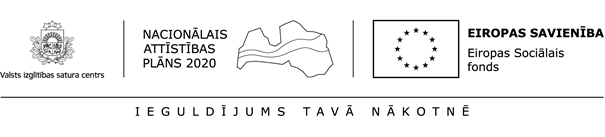 Valsts izglītības satura centrs
NACIONĀLAIS
ATTĪSTĪBAS
PLĀNS 2020
EIROPAS SAVIENĪBA
Eiropas Sociālais
fonds
IEGULDĪJUMS TAVĀ NĀKOTNĒ